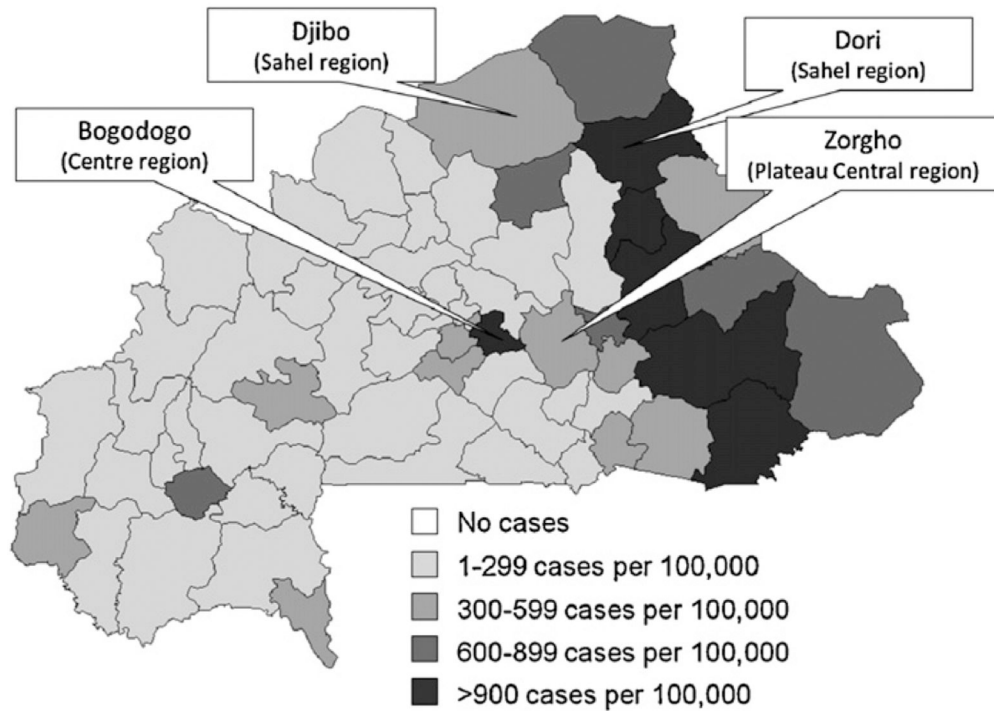 Djibo
(Sahel region)
Dori
(Sahel region)
Bogodogo
(Centre region)
Zorgho
(Plateau Central region)
No cases
1-299 cases per 100,000
300-599 cases per 100,000
600-899 cases per 100,000
>900 cases per 100,000